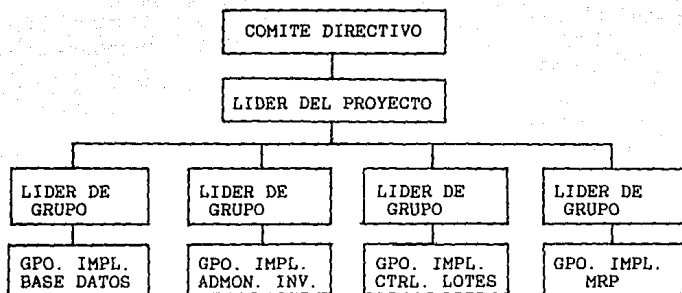 COMITE DIRECTIVO
LIDER DEL PROYECTO
LIDER DE
GRUPO
LIDER DE
GRUPO
LIDER DE
GRUPO
LIDER DE
GRUPO
GPO. IMPL.
BASE DATOS
GPO. IMPL.
ADMON. INV.
GPO. IMPL.
CTRL. LOTES
GPO. IMPL.
MRP